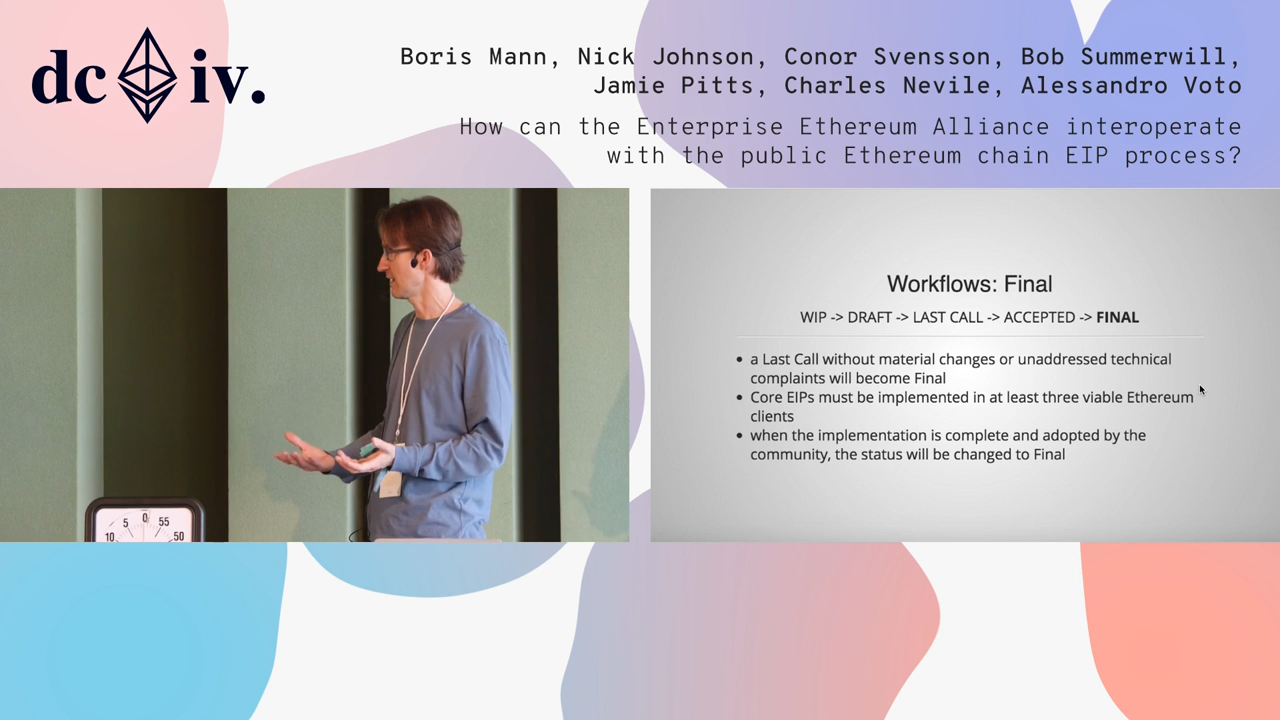 dc iv.
Boris Mann, Nick Johnson, Conor Svensson, Bob Summerwill,
Jamie Pitts, Charles Nevile, Alessandro Voto
How can the Enterprise Ethereum Alliance interoperate
with the public Ethereum chain EIP process?
Workflows: Final
WIP -> DRAFT -> LAST CALL -> ACCEPTED -> FINAL
• a Last Call without material changes or unaddressed technical
complaints will become Final
• Core EIPs must be implemented in at least three viable Ethereum
clients
• when the implementation is complete and adopted by the
community, the status will be changed to Final
5 0 55
10 50